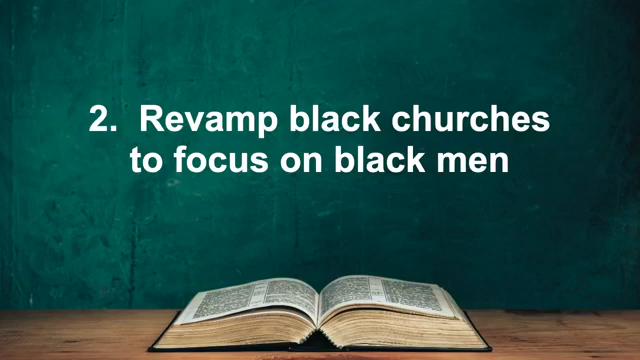 2.  Revamp black churches
to focus on black men